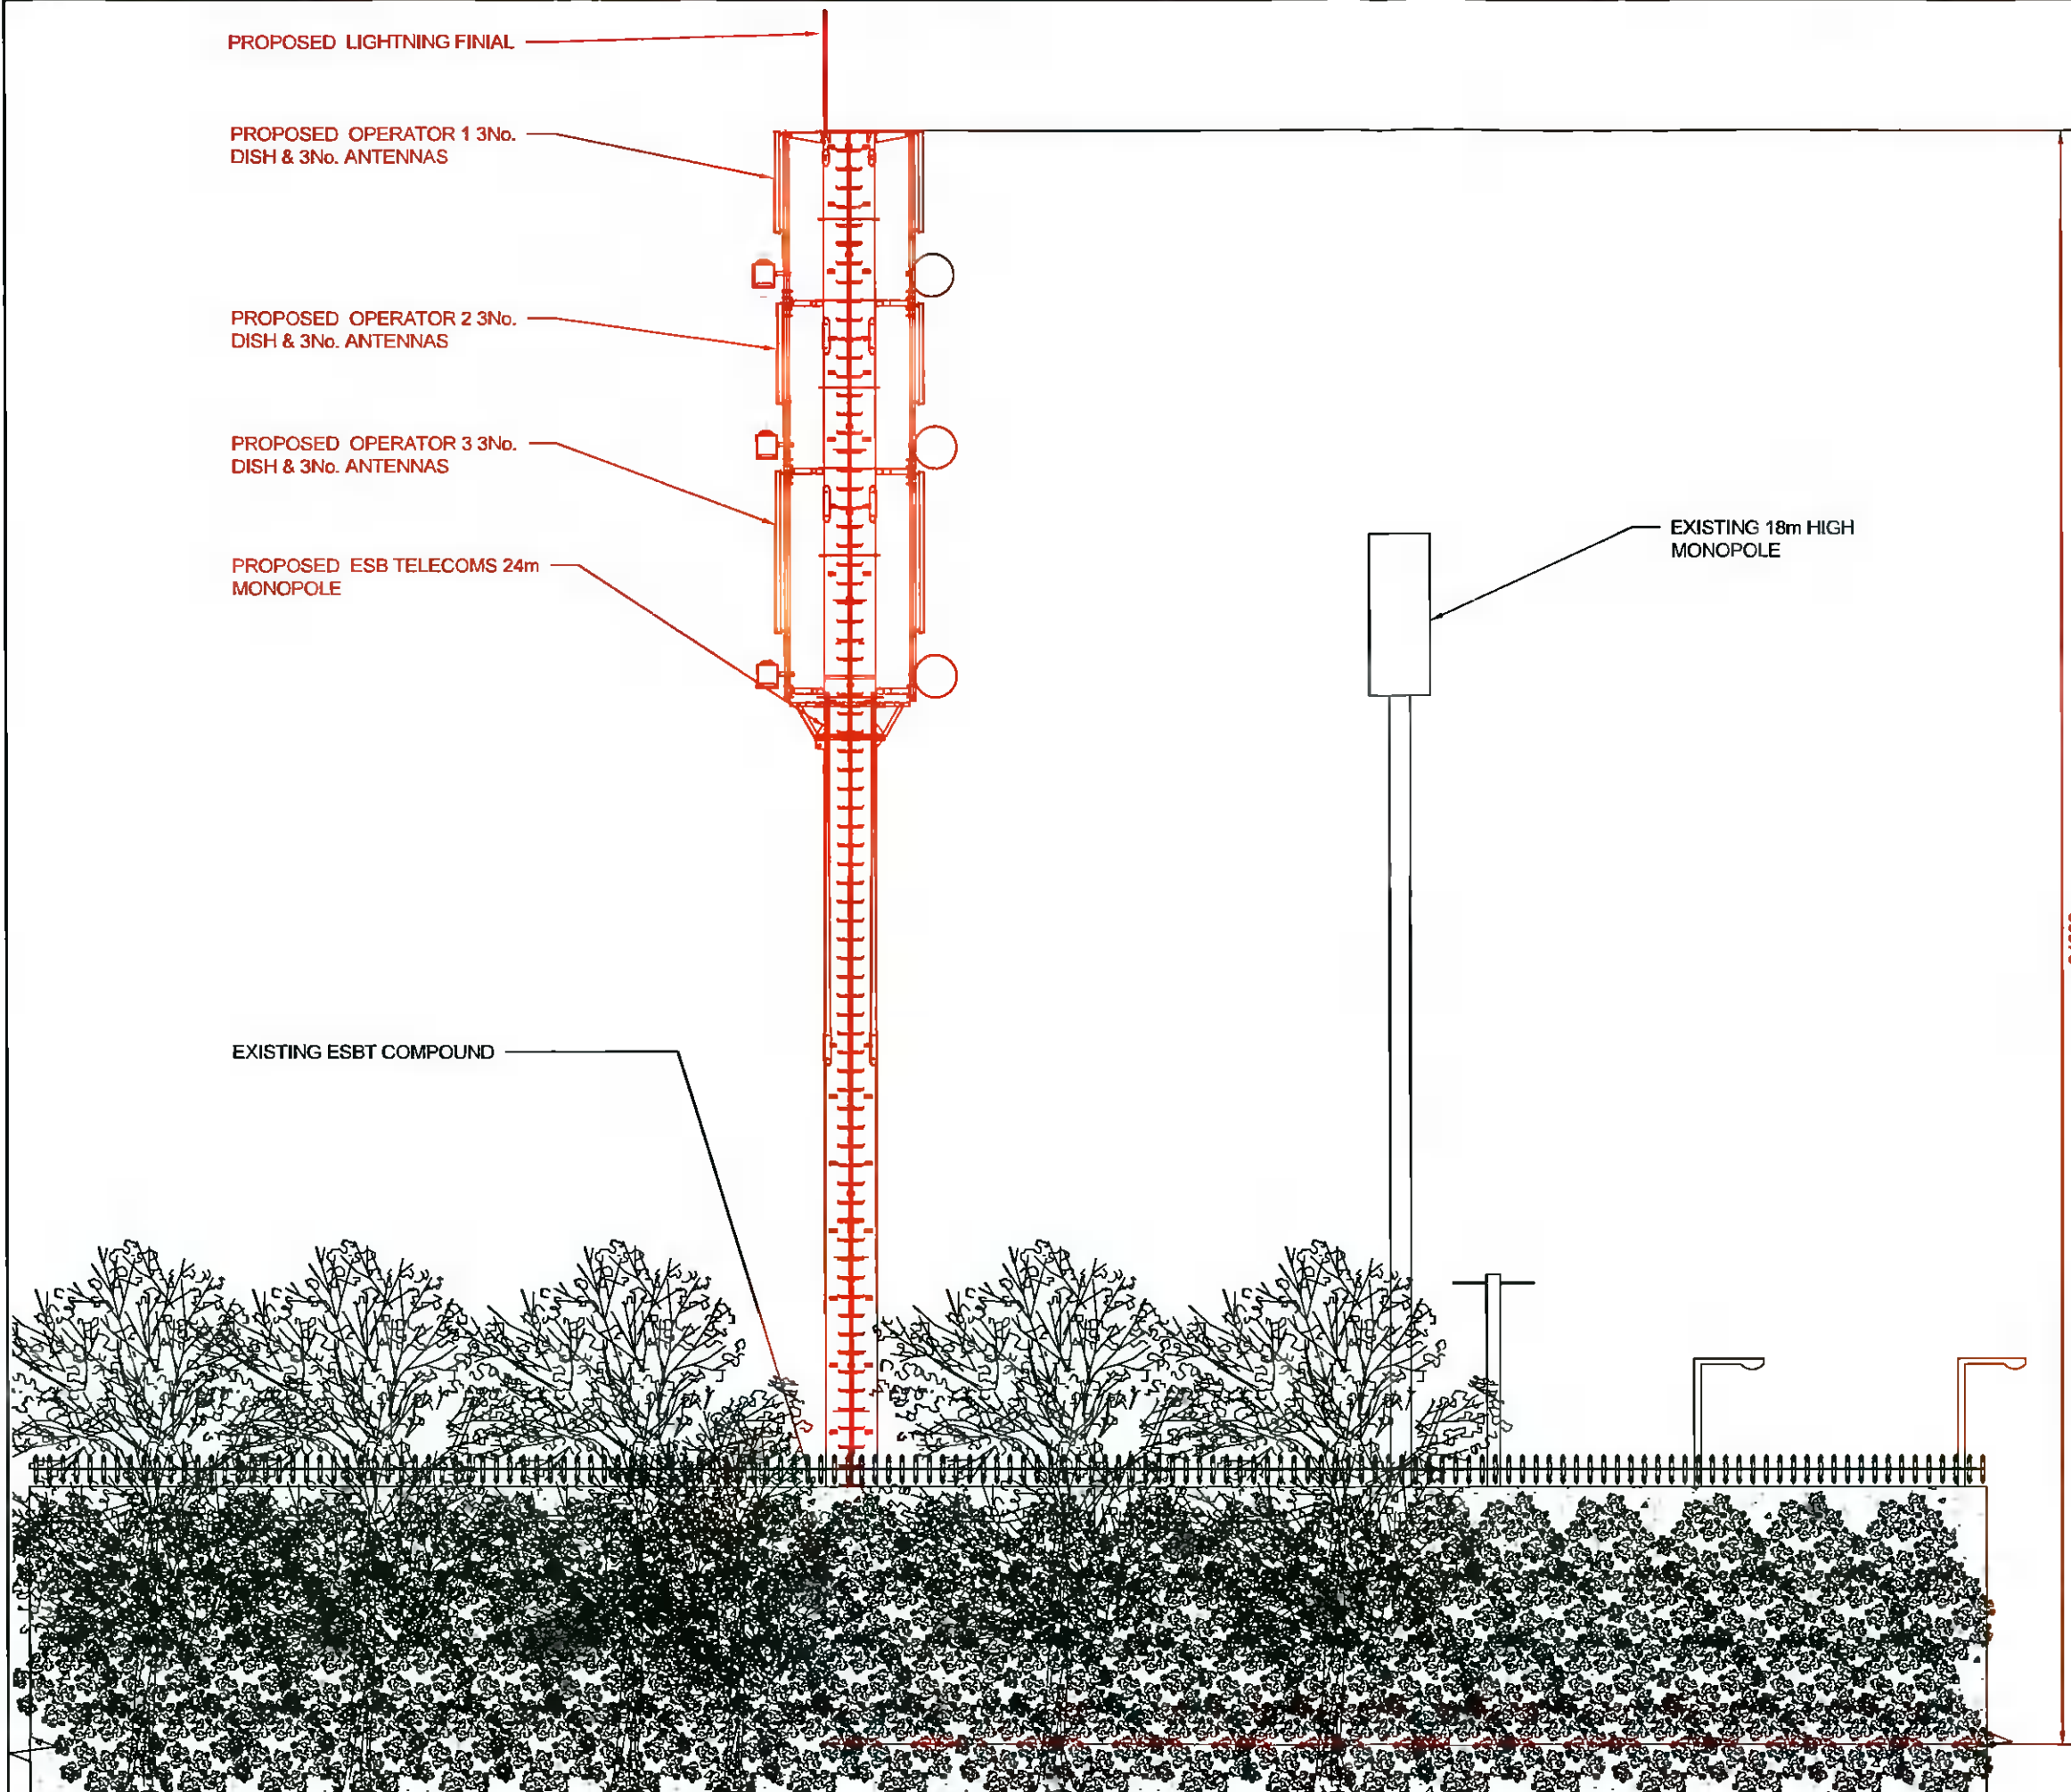 PROPOSED LIGHTNING FINIAL
PROPOSED OPERATOR 1 3No.
DISH & 3No. ANTENNAS
PROPOSED OPERATOR 2 3No.
DISH & 3No. ANTENNAS
PROPOSED OPERATOR 3 3No.
DISH & 3No. ANTENNAS
EXISTING 18m HIGH
MONOPOLE
PROPOSED ESB TELECOMS 24m
MONOPOLE
EXISTING ESBT COMPOUND